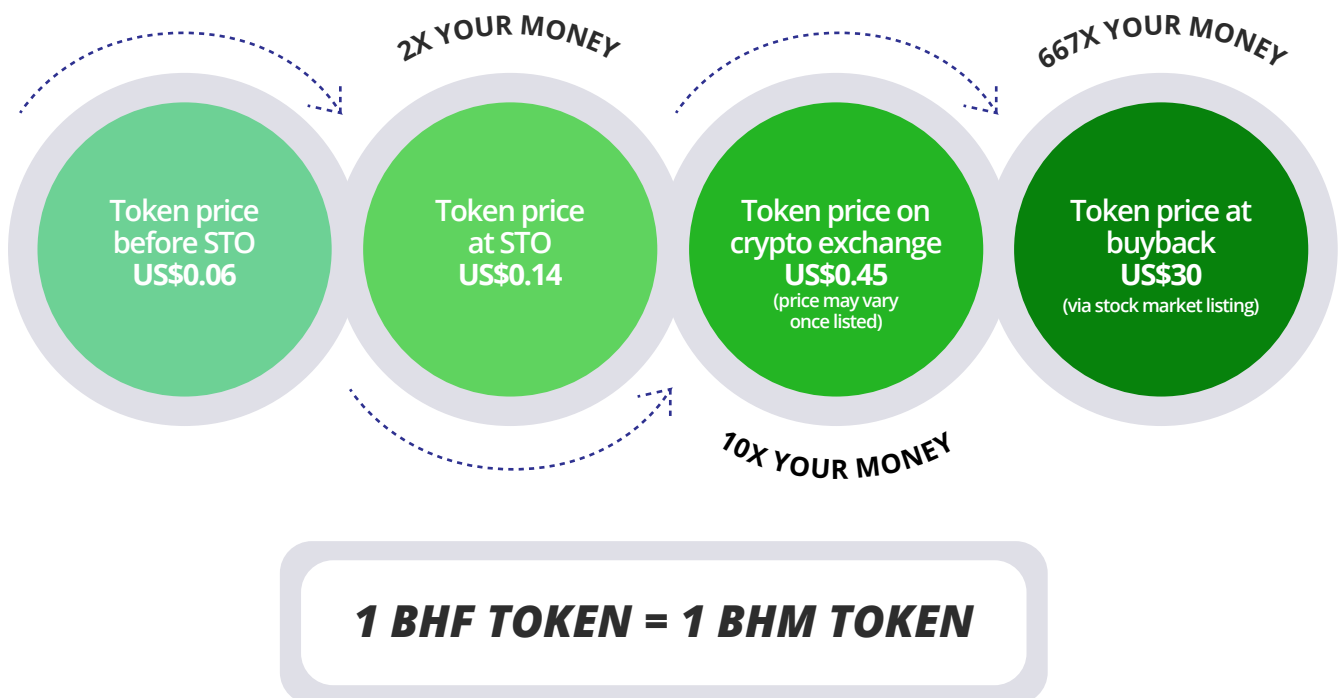 2X YOUR MONEY
667X YOUR MONEY
Token price
before STO
US$0.06
Token price
at STO
US$0.14
Token price on
crypto exchange
US$0.45
(price may vary
once listed)
Token price at
buyback
US$30
(via stock market listing)
10X YOUR MONEY
1 BHF TOKEN = 1 BHM TOKEN